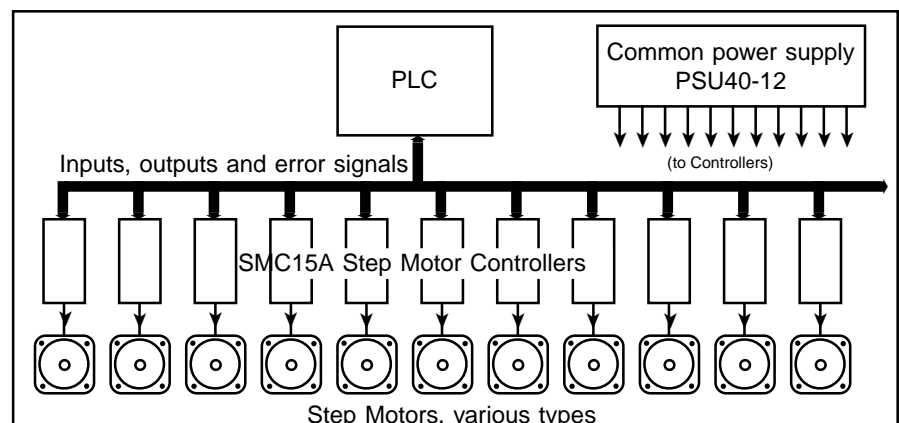 PLC
Common power supply
PSU40-12
Inputs, outputs and error signals
(to Controllers)
SMC15A Step Motor Controllers
Step Motors, various types